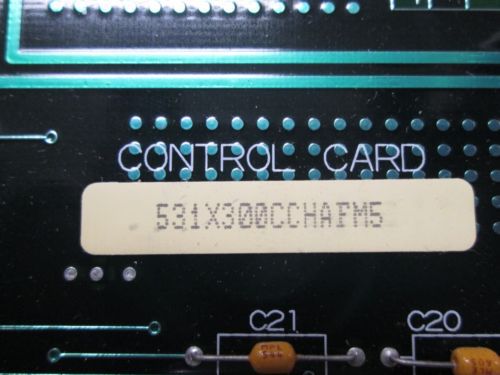 CONTROL CARD
531X300CCHAFM5
C21
C20